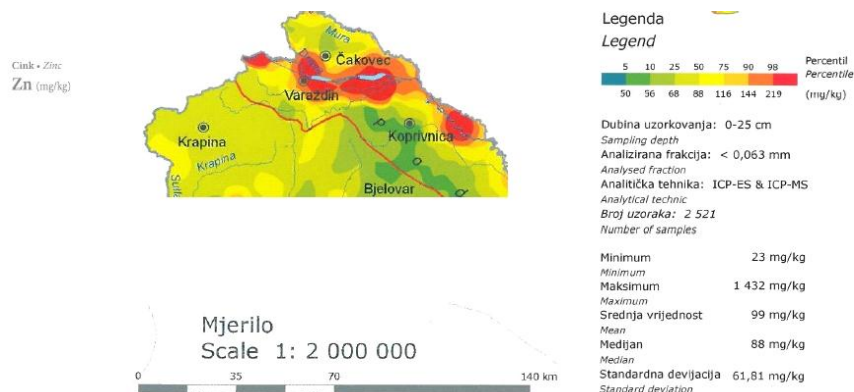 Cink • Zinc
Zn (mg/kg)
Mura
Čakovec
Drava
Varaždin
Krapina
Krapina
Koprivnica
Bjelovar
Mjerilo
Scale 1: 2 000 000
0 35 70 140 km
Legenda
Legend
5 10 25 50 75 90 98 Percentil
Percentile
50 56 68 88 116 144 219 (mg/kg)
Dubina uzorkovanja: 0-25 cm
Sampling depth
Analizirana frakcija: < 0,063 mm
Analysed fraction
Analitička tehnika: ICP-ES & ICP-MS
Analytical technic
Broj uzoraka: 2 521
Number of samples
Minimum 23 mg/kg
Minimum
Maksimum 1 432 mg/kg
Maximum
Srednja vrijednost 99 mg/kg
Mean
Medijan 88 mg/kg
Median
Standardna devijacija 61,81 mg/kg
Standard deviation